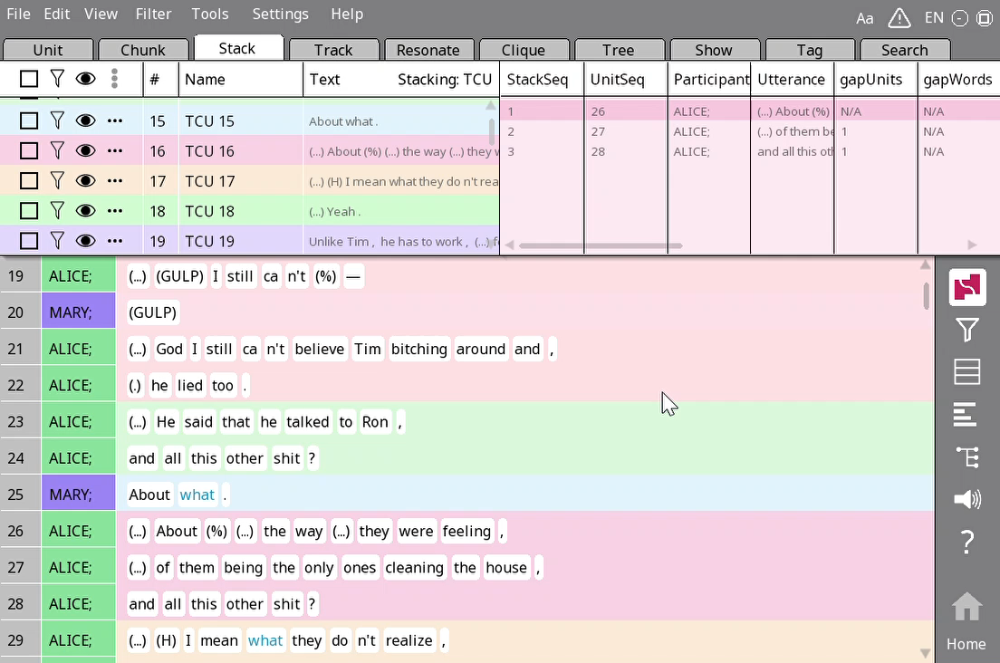 File Edit View Filter Tools Settings Help Aa EN
Unit Chunk Stack Track Resonate Clique Tree Show Tag Search
# Name Text Stacking: TCU StackSeq UnitSeq Participant Utterance gapUnits gapWords
15 TCU 15 About what .
16 TCU 16 (...) About (%) (...) the way (...) they w
17 TCU 17 (...) (H) I mean what they do n't rea
18 TCU 18 (...) Yeah .
19 TCU 19 Unlike Tim , he has to work , (...) f
1 26 ALICE; (...) About (%) N/A N/A
2 27 ALICE; (...) of them be 1 N/A
3 28 ALICE; and all this oth 1 N/A
19 ALICE; (...) (GULP) I still ca n't (%) —
20 MARY; (GULP)
21 ALICE; (...) God I still ca n't believe Tim bitching around and ,
22 ALICE; (.) he lied too .
23 ALICE; (...) He said that he talked to Ron ,
24 ALICE; and all this other shit ?
25 MARY; About what .
26 ALICE; (...) About (%) (...) the way (...) they were feeling ,
27 ALICE; (...) of them being the only ones cleaning the house ,
28 ALICE; and all this other shit ?
29 ALICE; (...) (H) I mean what they do n't realize ,
?
Home